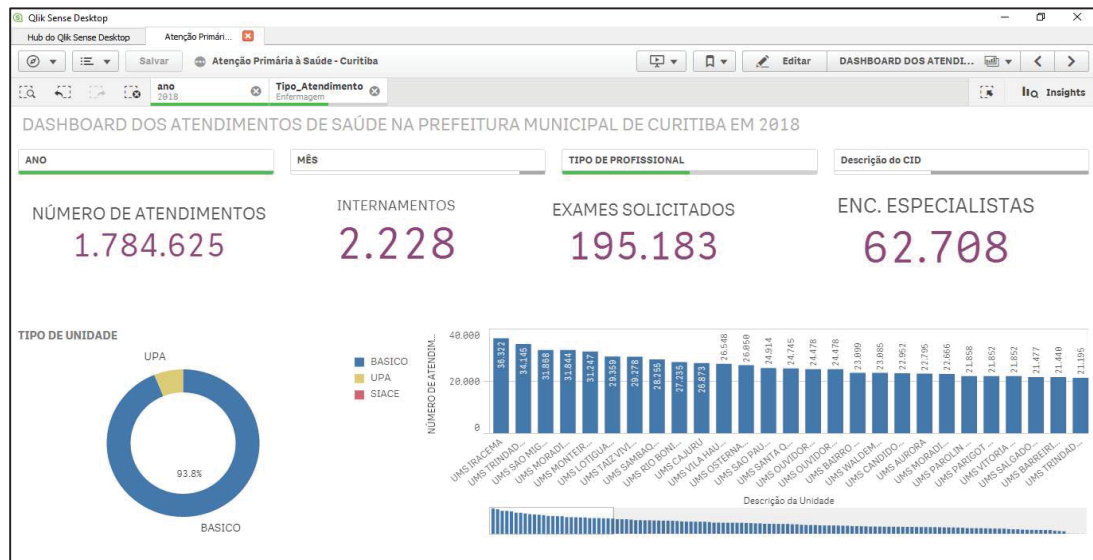 Qlik Sense Desktop
Hub do Qlik Sense Desktop
Atenção Primári...
Salvar
Atenção Primária à Saúde - Curitiba
Editar
DASHBOARD DOS ATENDI...
ano
2018
Tipo_Atendimento
Enfermagem
Insights
DASHBOARD DOS ATENDIMENTOS DE SAÚDE NA PREFEITURA MUNICIPAL DE CURITIBA EM 2018
ANO
MÊS
TIPO DE PROFISSIONAL
Descrição do CID
NÚMERO DE ATENDIMENTOS
1.784.625
INTERNAMENTOS
2.228
EXAMES SOLICITADOS
195.183
ENC. ESPECIALISTAS
62.708
TIPO DE UNIDADE
UPA
93.8%
BASICO
BASICO
UPA
SIACE
NÚMERO DE ATENDIM...
40.000
20.000
0
36.322
34.145
31.868
31.844
31.247
29.359
29.278
28.255
27.235
26.873
26.548
26.050
24.914
24.745
24.478
24.478
23.099
23.085
22.952
22.795
22.666
21.858
21.852
21.852
21.477
21.440
21.195
UMS IRACEMA
UMS TRINDAD...
UMS SAO MIG...
UMS MORADI...
UMS MONTEIR...
UMS LOTIGUA...
UMS TAIZ VIVI...
UMS SAMBAQ...
UMS RIO BONI...
UMS CAJURU
UMS VILA HAU...
UMS OSTERNA...
UMS SAO PAU...
UMS SANTA Q...
UMS OUVIDOR...
UMS OUVIDOR...
UMS BAIRRO ...
UMS WALDEM...
UMS CANDIDO...
UMS AURORA
UMS MORADI...
UMS PAROLIN
UMS PARIGOT ...
UMS VITORIA ...
UMS SALGADO...
UMS BARREIRI...
UMS TRINDAD...
Descrição da Unidade